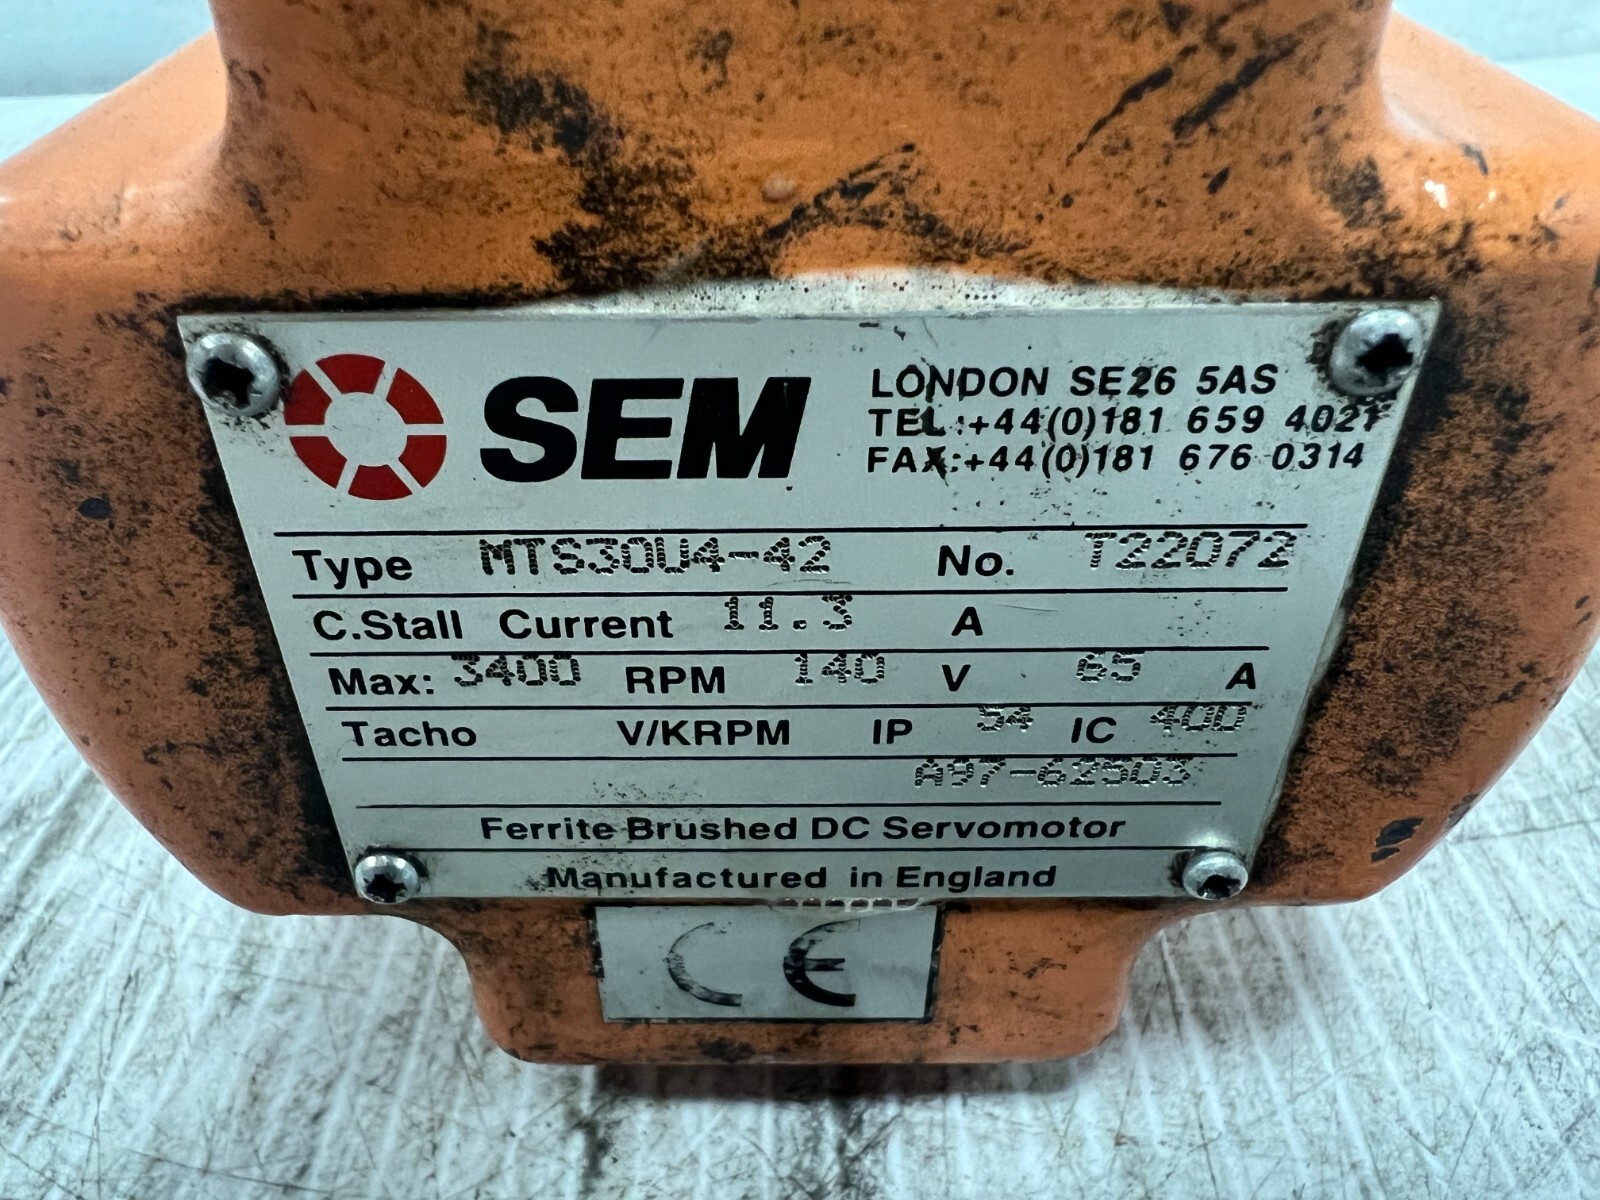 SEM
LONDON SE26 5AS
TEL:+44(0)181 659 4021
FAX:+44(0)181 676 0314
Type MTS30U4-42 No. T22072
C.Stall Current 11.3 A
Max: 3400 RPM 140 V 65 A
Tacho V/KRPM IP 54 IC 400
A97-62503
Ferrite Brushed DC Servomotor
Manufactured in England
CE